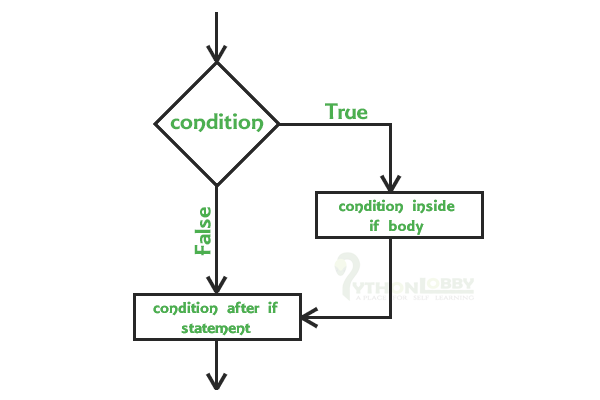 condition
True
condition inside
if body
False
PYTHONLOBBY
A PLACE FOR SELF LEARNING
condition after if
statement